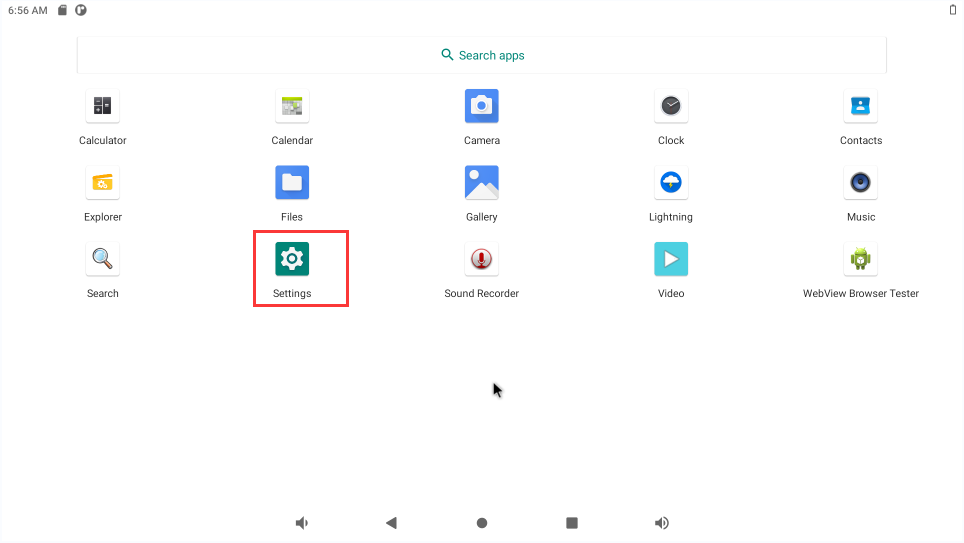 6:56 AM
Search apps
Calculator
Calendar
Camera
Clock
Contacts
Explorer
Files
Gallery
Lightning
Music
Search
Settings
Sound Recorder
Video
WebView Browser Tester